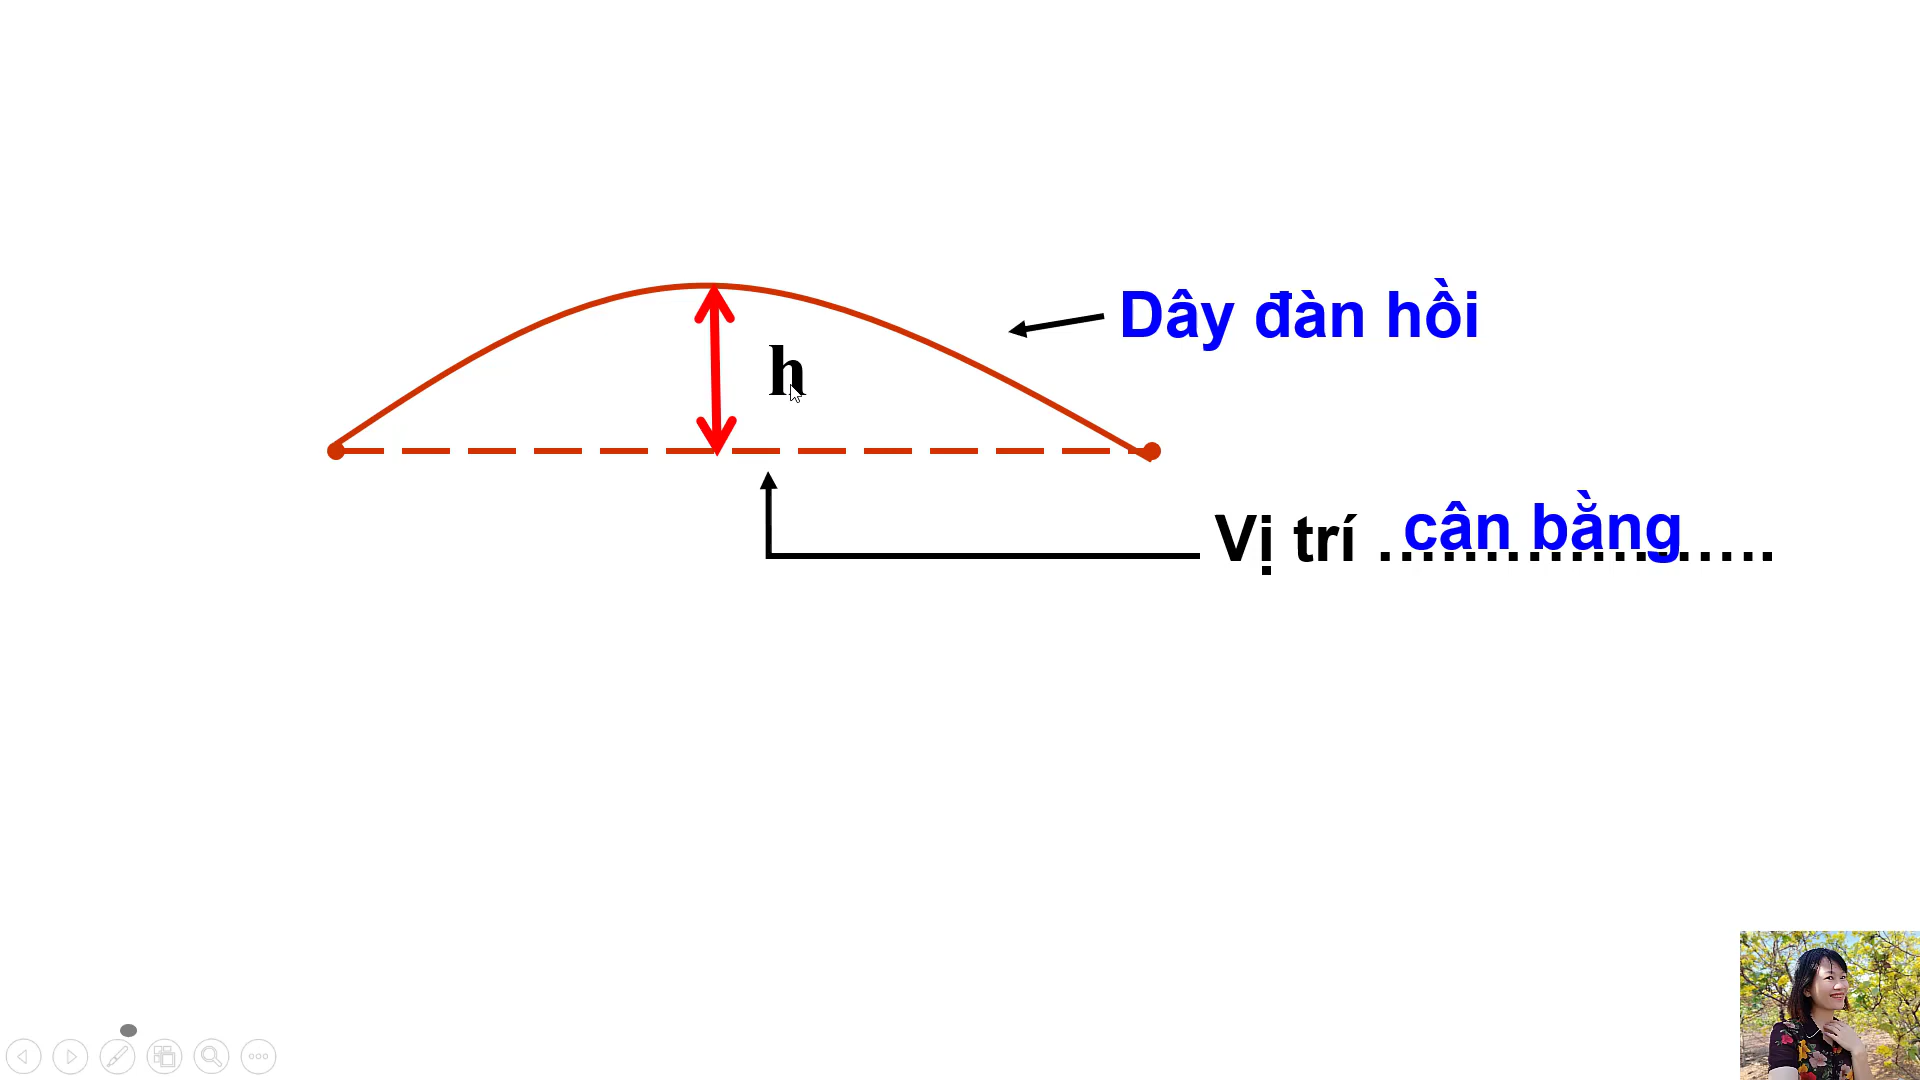 Dây đàn hồi
h
Vị trí ................... cân bằng